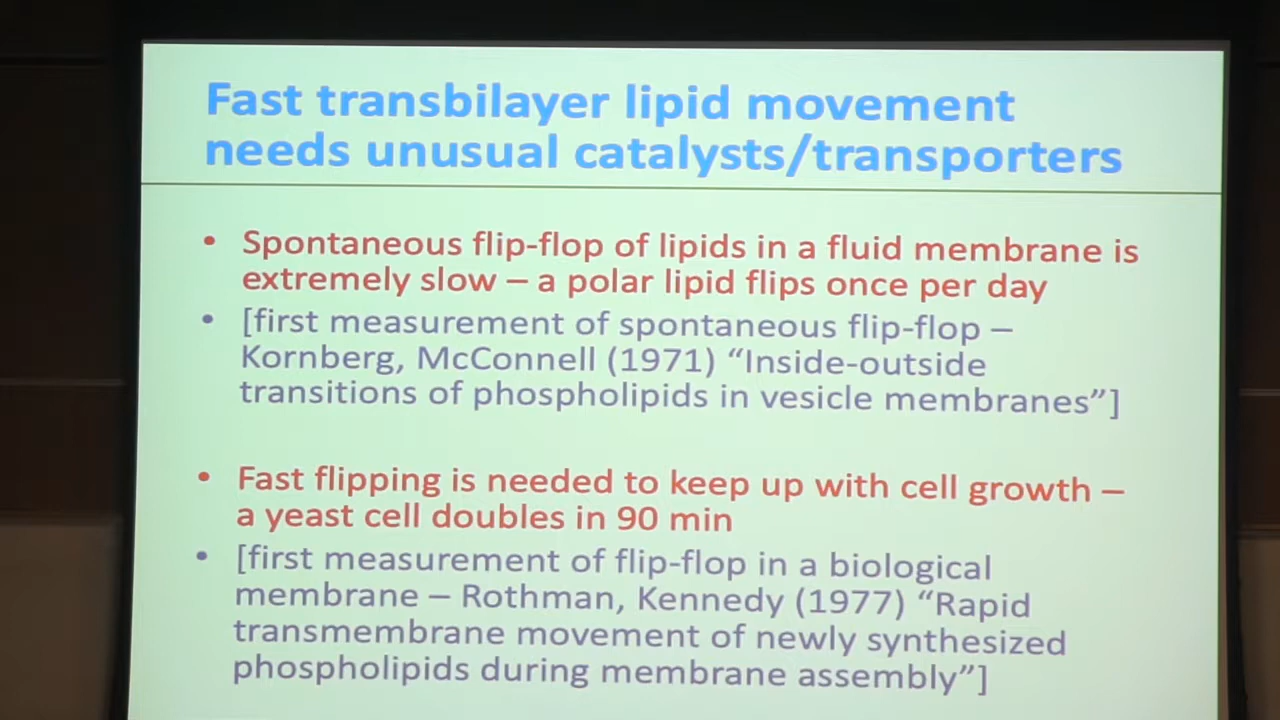 Fast transbilayer lipid movement
needs unusual catalysts/transporters
• Spontaneous flip-flop of lipids in a fluid membrane is
extremely slow – a polar lipid flips once per day
• [first measurement of spontaneous flip-flop –
Kornberg, McConnell (1971) “Inside-outside
transitions of phospholipids in vesicle membranes”]
• Fast flipping is needed to keep up with cell growth –
a yeast cell doubles in 90 min
• [first measurement of flip-flop in a biological
membrane – Rothman, Kennedy (1977) “Rapid
transmembrane movement of newly synthesized
phospholipids during membrane assembly”]